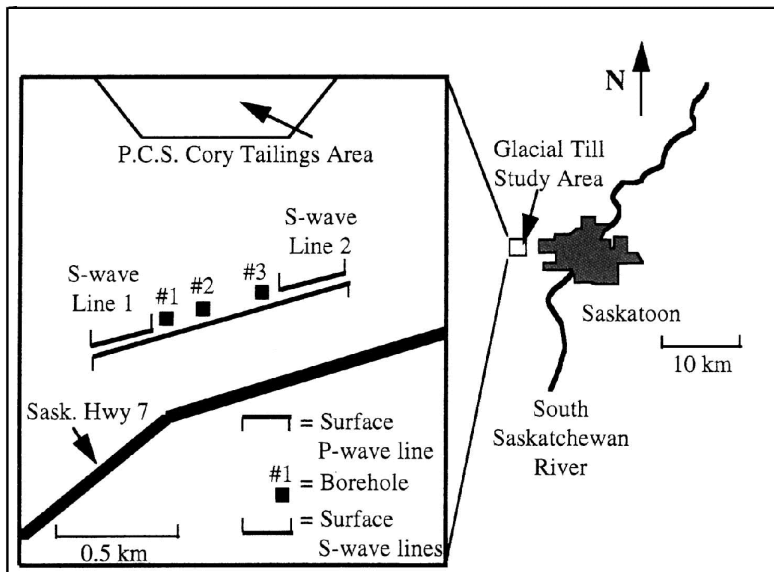 P.C.S. Cory Tailings Area
S-wave
Line 2
S-wave
Line 1
#1
#2
#3
Sask. Hwy 7
= Surface
P-wave line
#1
= Borehole
= Surface
S-wave lines
0.5 km
N
Glacial Till
Study Area
Saskatoon
10 km
South
Saskatchewan
River